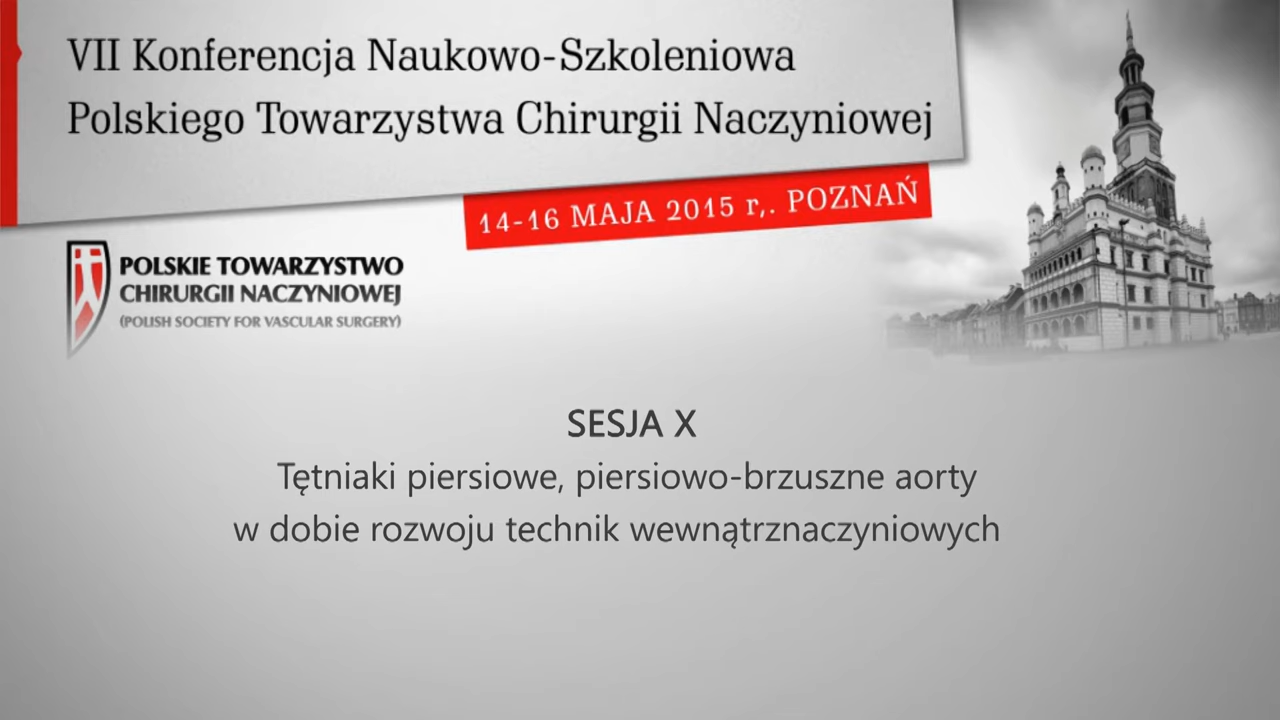 VII Konferencja Naukowo-Szkoleniowa
Polskiego Towarzystwa Chirurgii Naczyniowej
14-16 MAJA 2015 r,. POZNAŃ
POLSKIE TOWARZYSTWO
CHIRURGII NACZYNIOWEJ
(POLISH SOCIETY FOR VASCULAR SURGERY)
SESJA X
Tętniaki piersiowe, piersiowo-brzuszne aorty
w dobie rozwoju technik wewnątrznaczyniowych